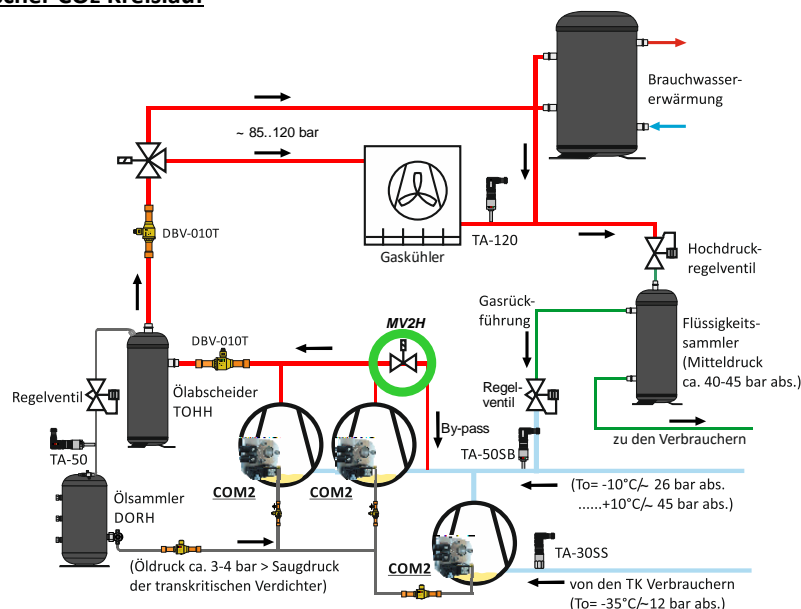 Brauchwasser-
erwärmung
~ 85..120 bar
DBV-010T
TA-120
Gaskühler
Hochdruck-
regelventil
Gasrück-
führung
DBV-010T
MV2H
Flüssigkeits-
sammler
(Mitteldruck
ca. 40-45 bar abs.)
Ölabscheider
TOHH
Regelventil
Regel-
ventil
By-pass
zu den Verbrauchern
TA-50
TA-50SB
COM2
COM2
(To= -10°C/~ 26 bar abs.
......+10°C/~ 45 bar abs.)
Ölsammler
DORH
TA-30SS
COM2
(Öldruck ca. 3-4 bar > Saugdruck
der transkritischen Verdichter)
von den TK Verbrauchern
(To= -35°C/~12 bar abs.)